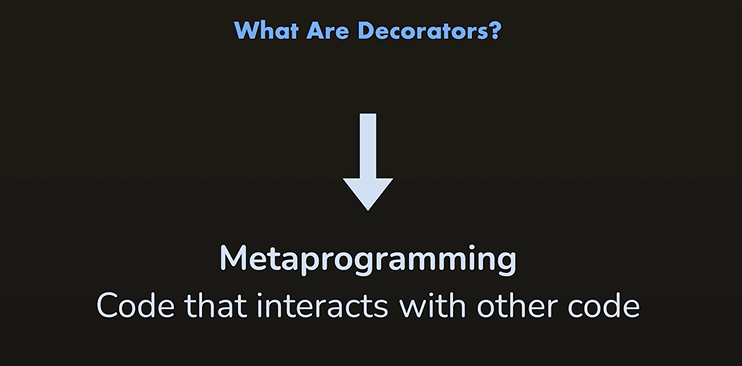 What Are Decorators?
Metaprogramming
Code that interacts with other code